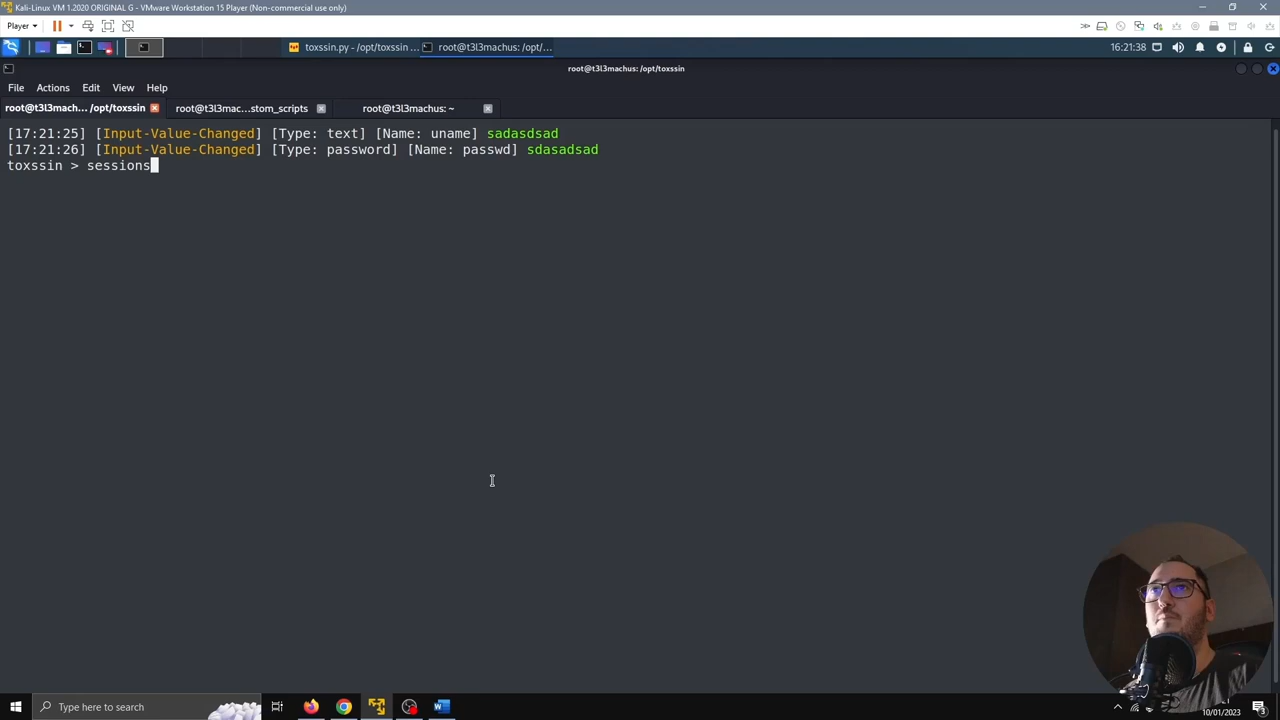 Kali-Linux VM 1.2020 ORIGINAL G - VMware Workstation 15 Player (Non-commercial use only)
Player
toxssin.py - /opt/toxssin ...
root@t3l3machus: /opt/...
16:21:38
root@t3l3machus: /opt/toxssin
File Actions Edit View Help
root@t3l3mach... /opt/toxssin
root@t3l3mac...stom_scripts
root@t3l3machus: ~
[17:21:25] [Input-Value-Changed] [Type: text] [Name: uname] sadasdsad
[17:21:26] [Input-Value-Changed] [Type: password] [Name: passwd] sdasadsad
toxssin > sessions
Type here to search
10/01/2023
3